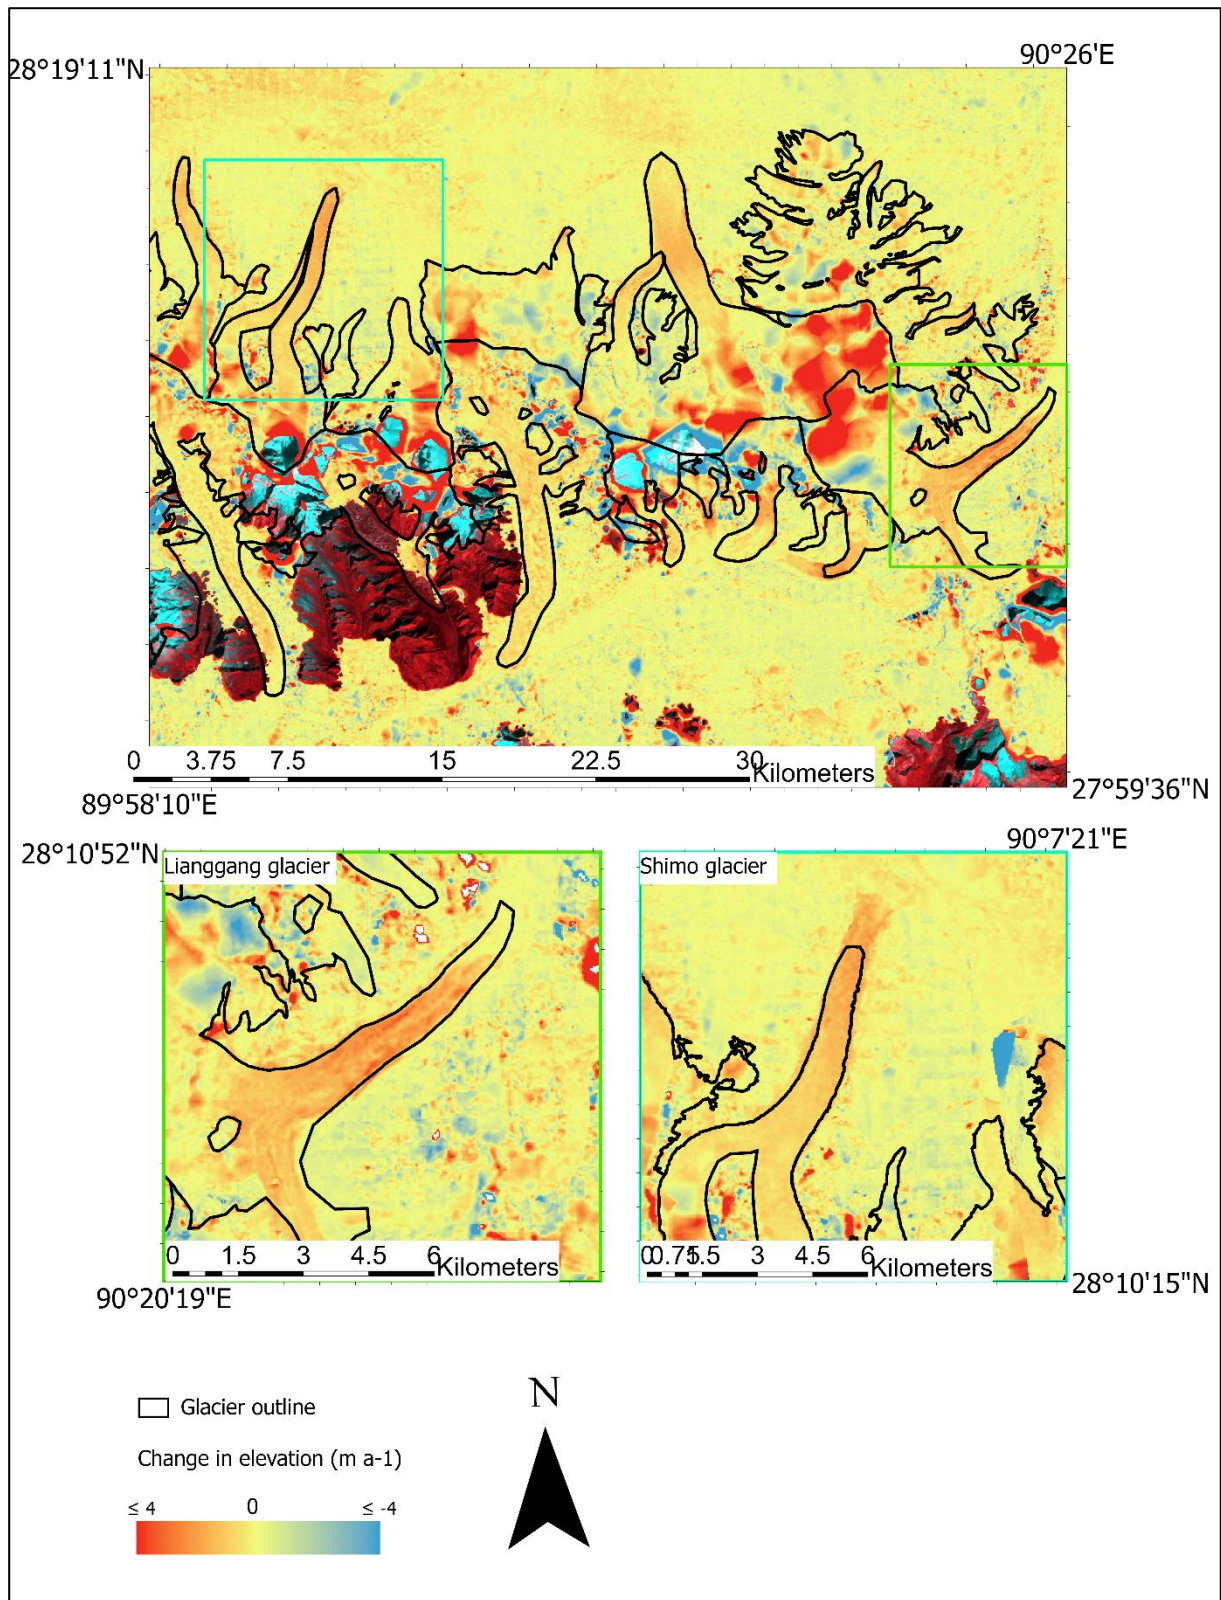 28°19'11"N
90°26'E
0 3.75 7.5 15 22.5 30 Kilometers
89°58'10"E
27°59'36"N
28°10'52"N
90°7'21"E
Lianggang glacier
Shimo glacier
0 1.5 3 4.5 6 Kilometers
0 0.75 1.5 3 4.5 6 Kilometers
90°20'19"E
28°10'15"N
N
Glacier outline
Change in elevation (m a-1)
≤ 4 0 ≤ -4